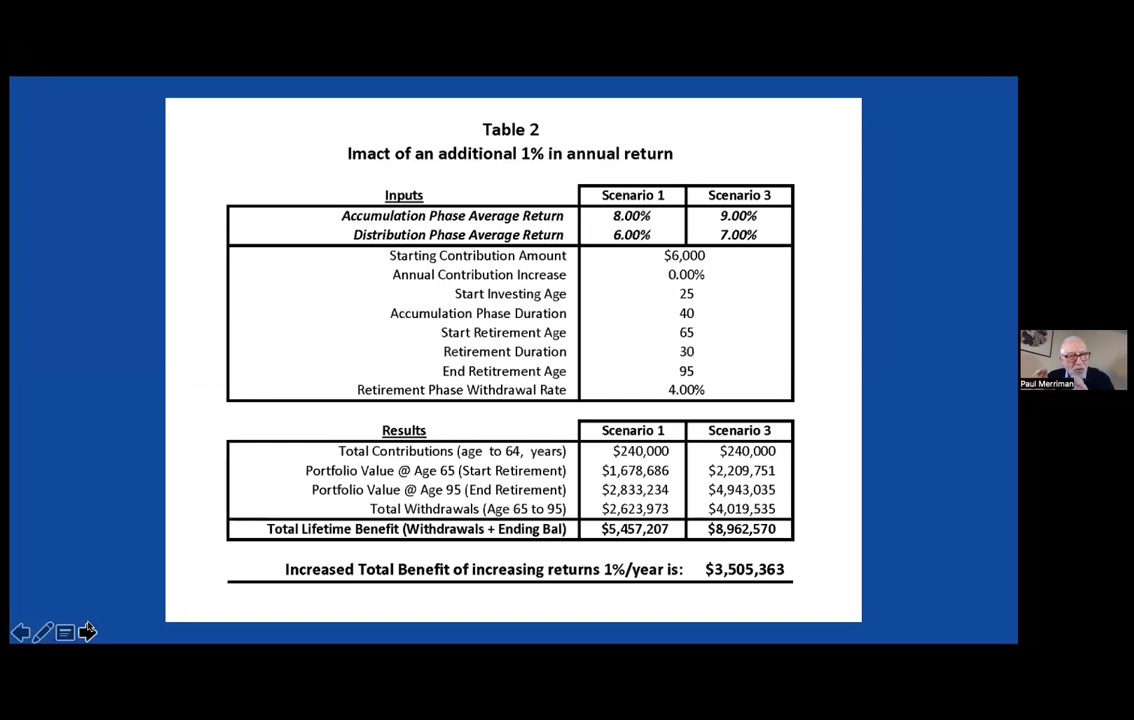 Table 2
Imact of an additional 1% in annual return
Inputs Scenario 1 Scenario 3
Accumulation Phase Average Return 8.00% 9.00%
Distribution Phase Average Return 6.00% 7.00%
Starting Contribution Amount $6,000
Annual Contribution Increase 0.00%
Start Investing Age 25
Accumulation Phase Duration 40
Start Retirement Age 65
Retirement Duration 30
End Retitrement Age 95
Retirement Phase Withdrawal Rate 4.00%
Results Scenario 1 Scenario 3
Total Contributions (age to 64, years) $240,000 $240,000
Portfolio Value @ Age 65 (Start Retirement) $1,678,686 $2,209,751
Portfolio Value @ Age 95 (End Retirement) $2,833,234 $4,943,035
Total Withdrawals (Age 65 to 95) $2,623,973 $4,019,535
Total Lifetime Benefit (Withdrawals + Ending Bal) $5,457,207 $8,962,570
Increased Total Benefit of increasing returns 1%/year is: $3,505,363
Paul Merriman